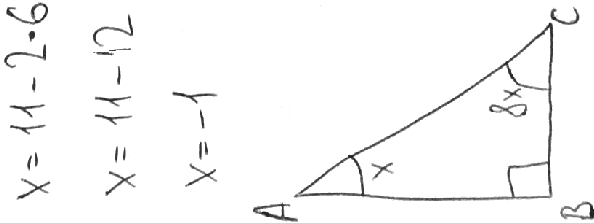 x = 11 - 2 · 6
x = 11 - 12
x = -1
A
x
8x
B
C